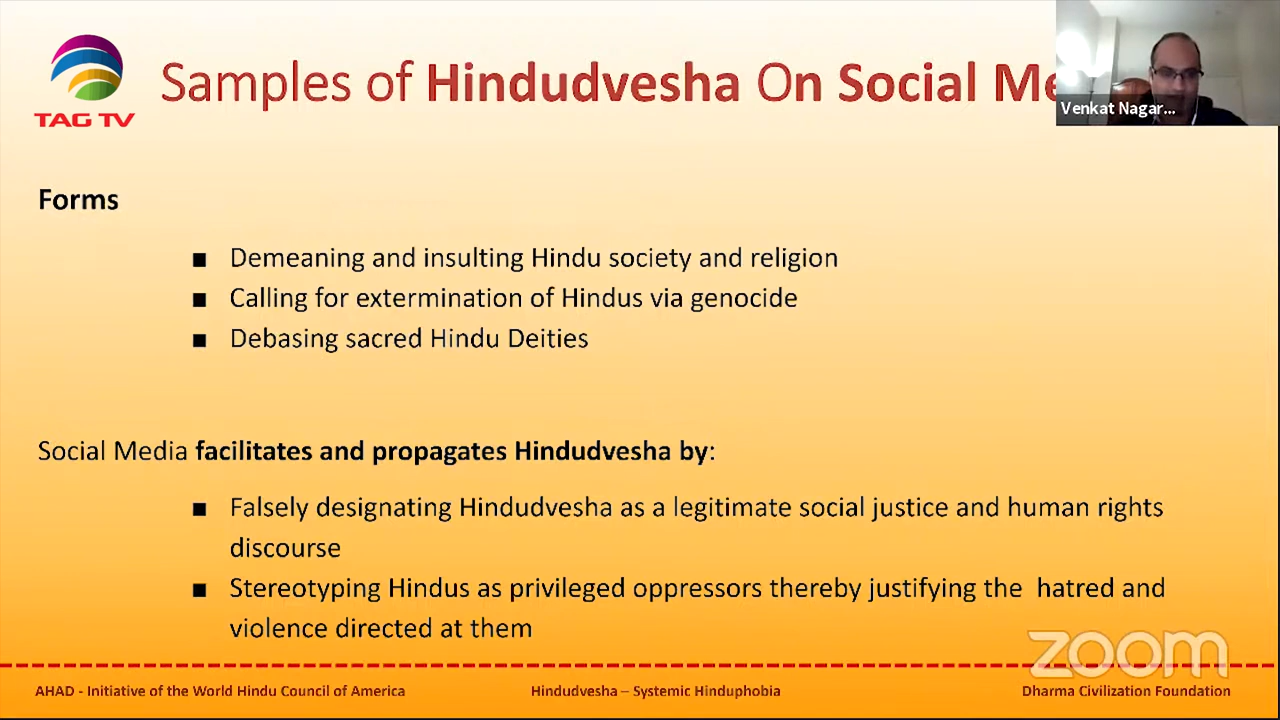 TAG TV
Samples of Hindudvesha On Social Me
Venkat Nagar...
Forms
■ Demeaning and insulting Hindu society and religion
■ Calling for extermination of Hindus via genocide
■ Debasing sacred Hindu Deities
Social Media facilitates and propagates Hindudvesha by:
■ Falsely designating Hindudvesha as a legitimate social justice and human rights
discourse
■ Stereotyping Hindus as privileged oppressors thereby justifying the hatred and
violence directed at them
zoom
AHAD - Initiative of the World Hindu Council of America
Hindudvesha – Systemic Hinduphobia
Dharma Civilization Foundation